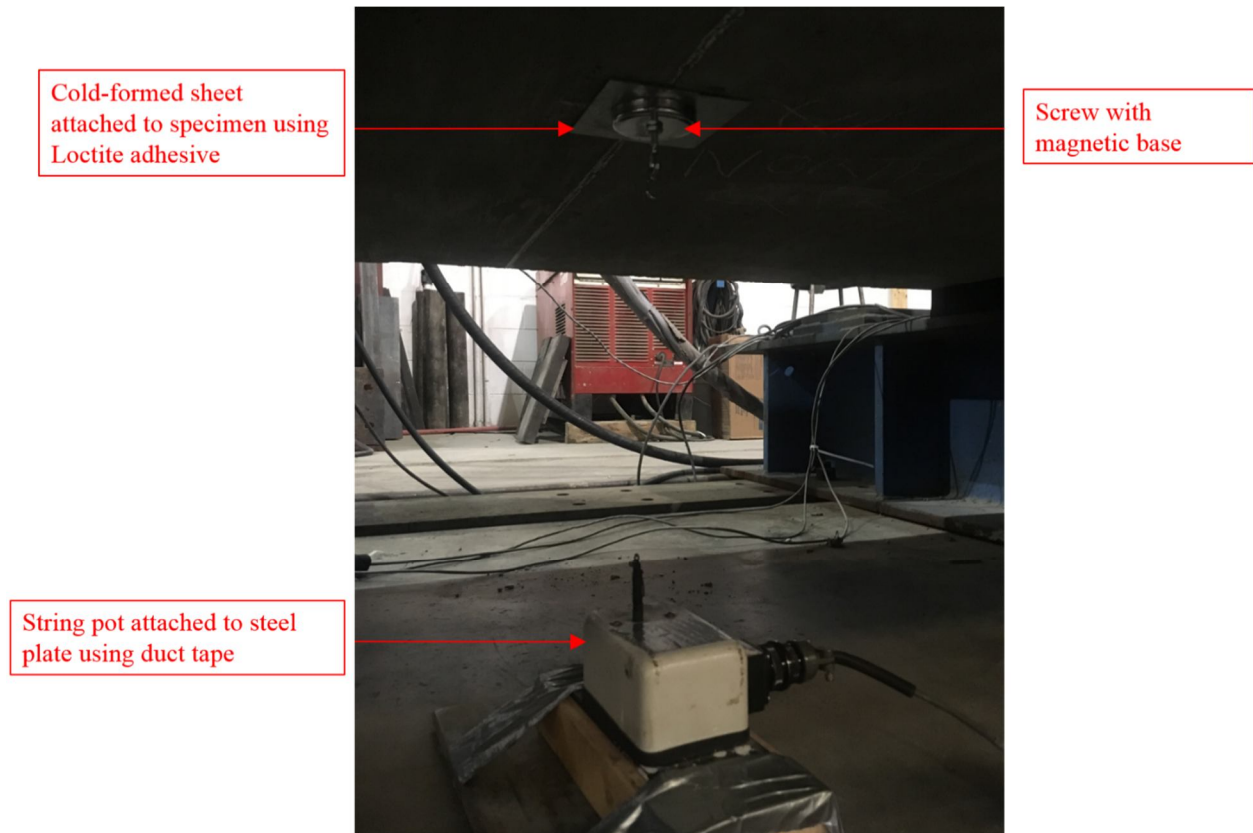 Cold-formed sheet
attached to specimen using
Loctite adhesive
Screw with
magnetic base
String pot attached to steel
plate using duct tape